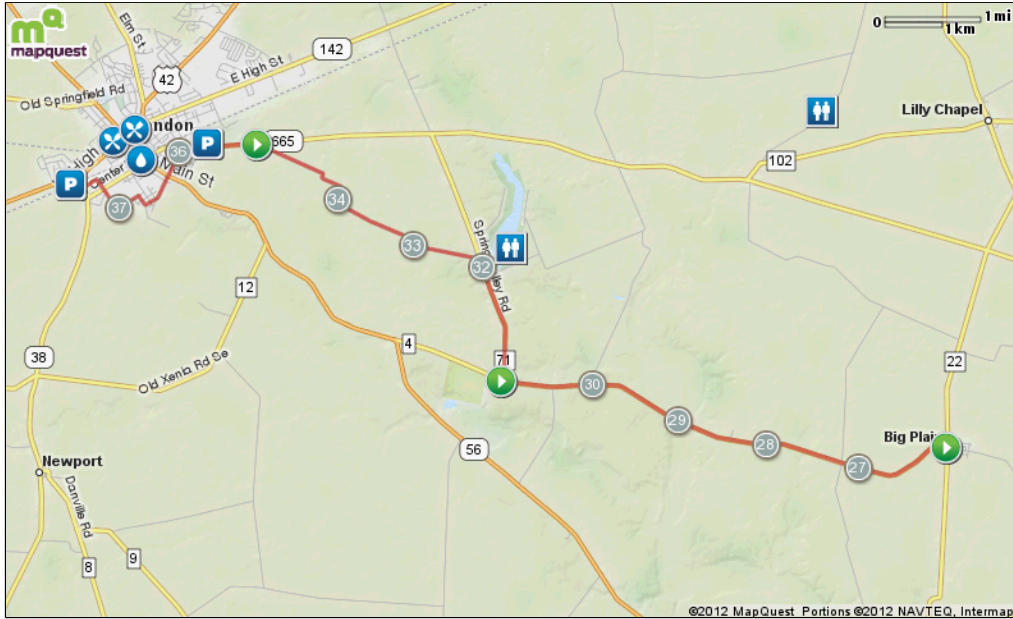 mapquest
0 1 mi
1 km
Elm St
142
E High St
42
Old Springfield Rd
Lilly Chapel
ndon
665
High
36
102
P
Center
Main St
P
37
34
33
Spring
32
lley Rd
12
38
4
71
22
Old Xenia Rd Se
30
29
28
Big Plai
27
56
Newport
Danville Rd
9
8
©2012 MapQuest Portions ©2012 NAVTEQ, Intermap